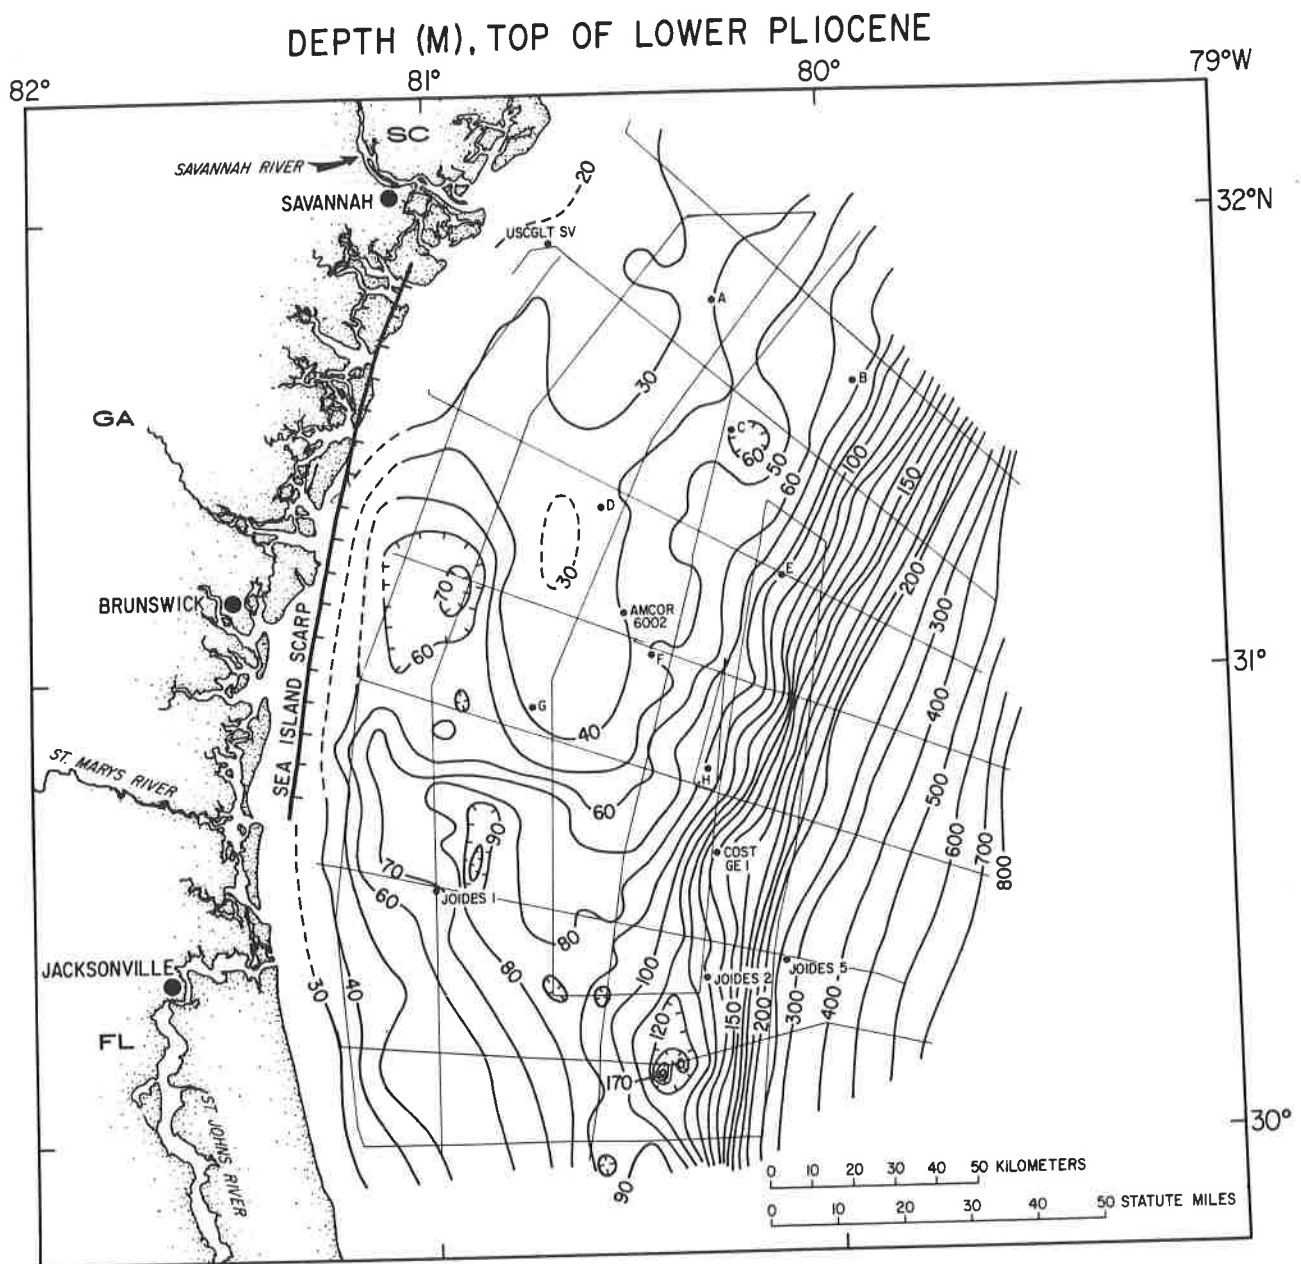 DEPTH (M), TOP OF LOWER PLIOCENE
82°
81°
80°
79°W
SC
SAVANNAH RIVER
SAVANNAH
20
USCGLT SV
32°N
A
30
B
GA
C
60
50
60
100
150
D
30
70
E
200
BRUNSWICK
AMCOR
6002
300
60
F
31°
SEA ISLAND SCARP
G
40
400
ST. MARYS RIVER
H
500
60
90
600
700
800
COST
GE 1
70
60
JOIDES 1
80
JACKSONVILLE
80
100
JOIDES 2
JOIDES 5
30
40
120
150
200
300
400
FL
170
ST JOHNS RIVER
30°
90
0 10 20 30 40 50 KILOMETERS
0 10 20 30 40 50 STATUTE MILES